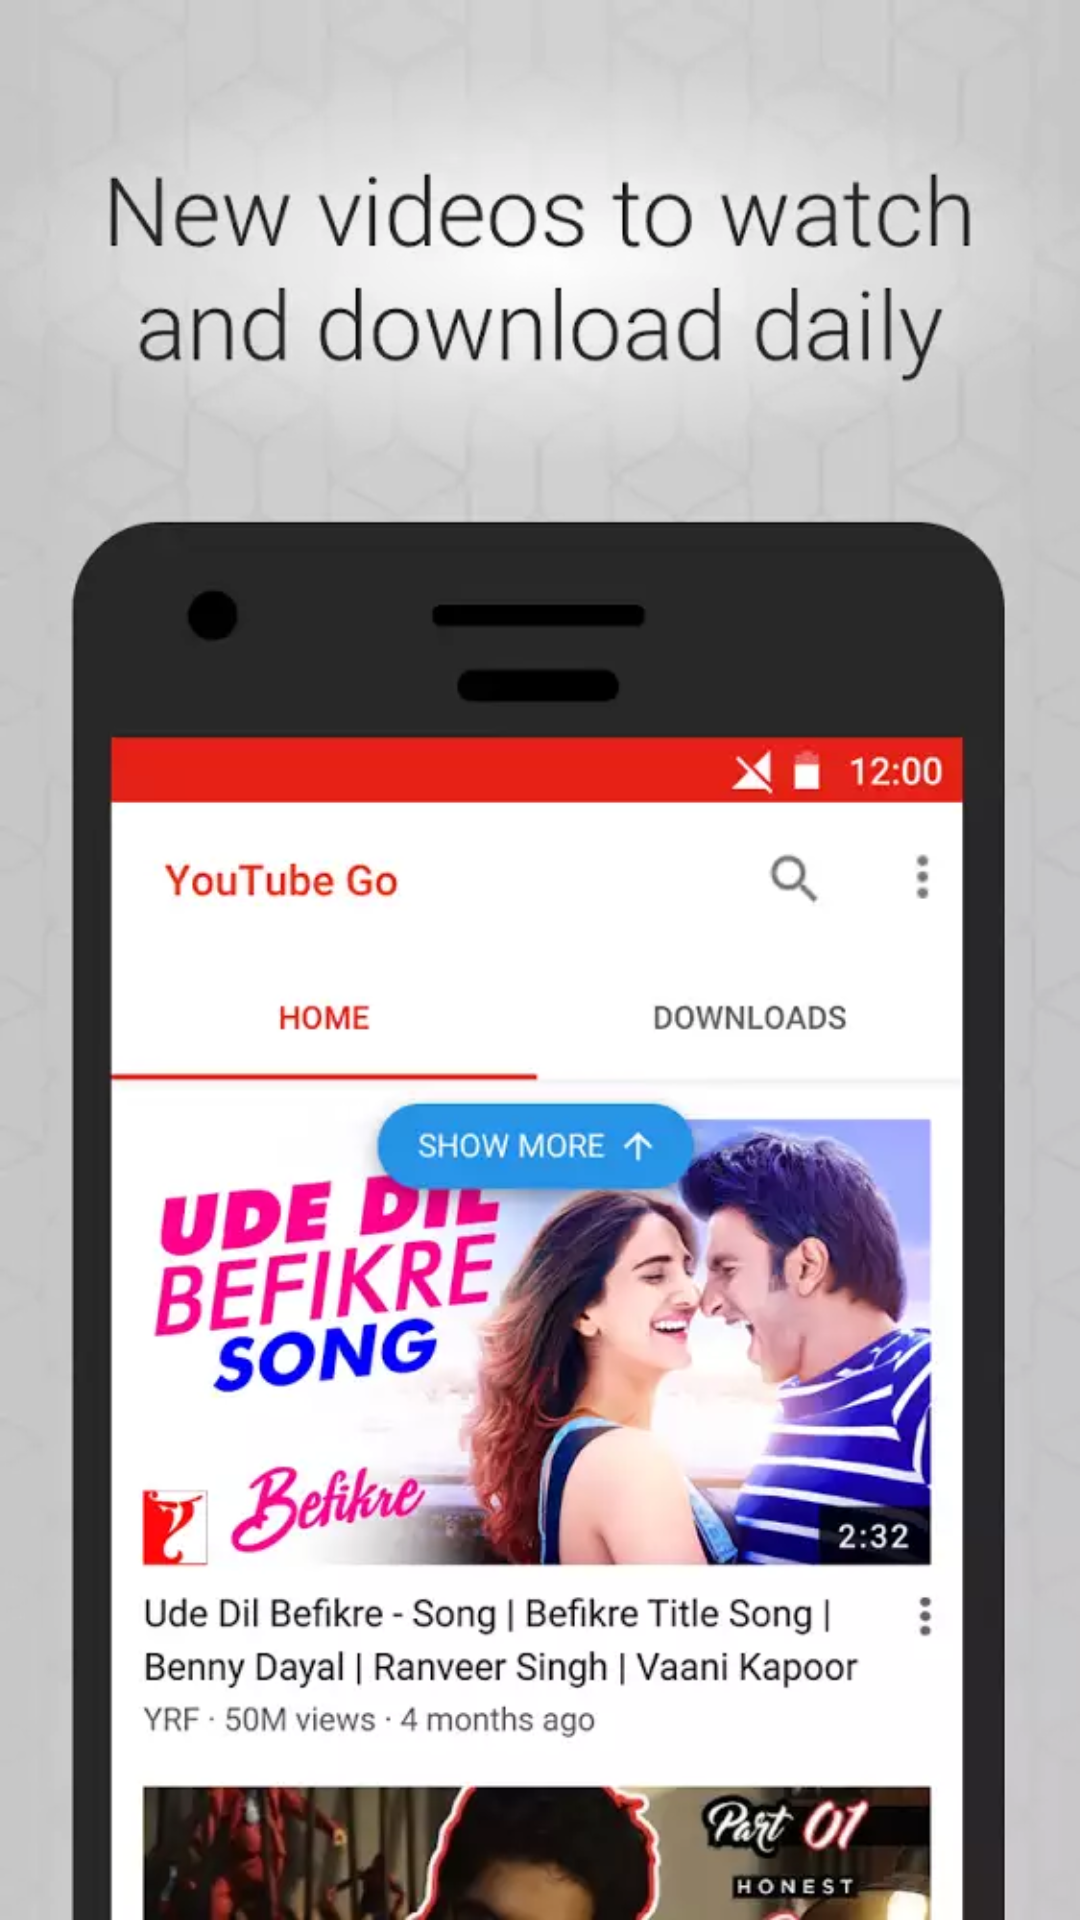 New videos to watch
and download daily
12:00
YouTube Go
HOME
DOWNLOADS
SHOW MORE
UDE DIL
BEFIKRE
SONG
Befikre
2:32
Ude Dil Befikre - Song | Befikre Title Song |
Benny Dayal | Ranveer Singh | Vaani Kapoor
YRF · 50M views · 4 months ago
Part 01
HONEST